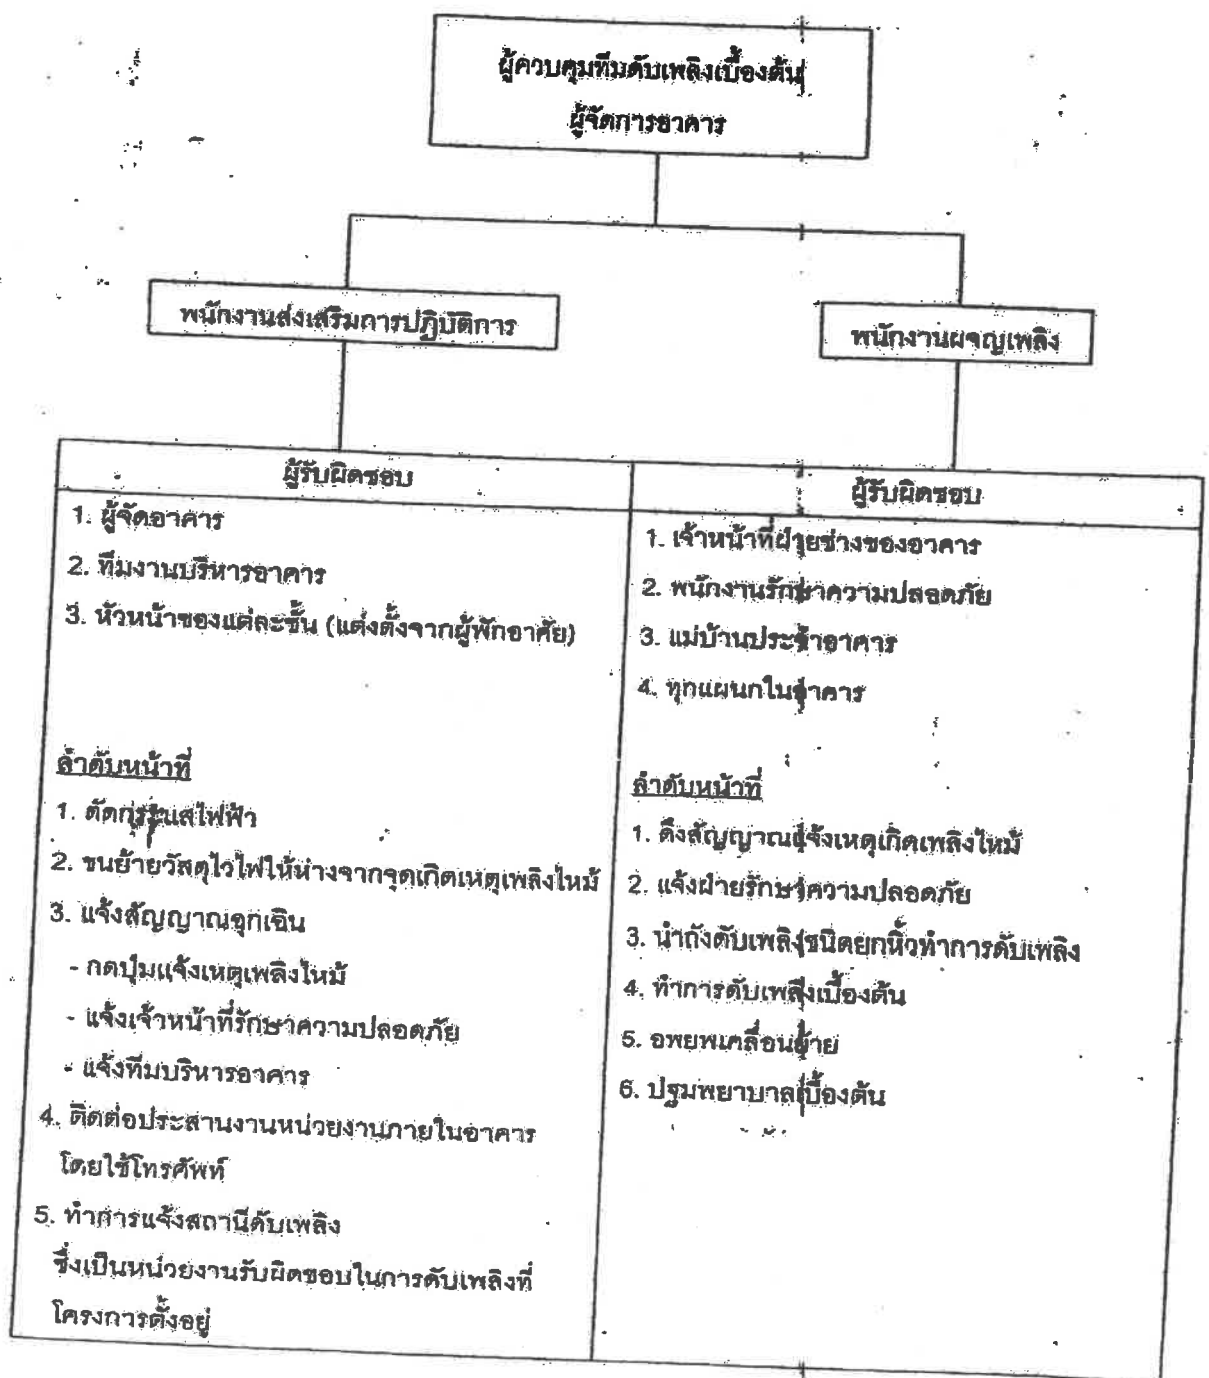 ผู้ควบคุมทีมดับเพลิงเบื้องต้น
ผู้จัดการอาคาร
พนักงานส่งเสริมการปฏิบัติการ
พนักงานผจญเพลิง
ผู้รับผิดชอบ
1. ผู้จัดอาคาร
2. ทีมงานบริหารอาคาร
3. หัวหน้าของแต่ละชั้น (แต่งตั้งจากผู้พักอาศัย)
ลำดับหน้าที่
1. ตัดกระแสไฟฟ้า
2. ขนย้ายวัสดุไวไฟให้ห่างจากจุดเกิดเหตุเพลิงไหม้
3. แจ้งสัญญาณฉุกเฉิน
- กดปุ่มแจ้งเหตุเพลิงไหม้
- แจ้งเจ้าหน้าที่รักษาความปลอดภัย
- แจ้งทีมบริหารอาคาร
4. ติดต่อประสานงานหน่วยงานภายในอาคาร
โดยใช้โทรศัพท์
5. ทำการแจ้งสถานีดับเพลิง
ซึ่งเป็นหน่วยงานรับผิดชอบในการดับเพลิงที่
โครงการตั้งอยู่
ผู้รับผิดชอบ
1. เจ้าหน้าที่ฝ่ายช่างของอาคาร
2. พนักงานรักษาความปลอดภัย
3. แม่บ้านประจำอาคาร
4. ทุกแผนกในอาคาร
ลำดับหน้าที่
1. ดึงสัญญาณแจ้งเหตุเกิดเพลิงไหม้
2. แจ้งฝ่ายรักษาความปลอดภัย
3. นำถังดับเพลิงชนิดยกหิ้วทำการดับเพลิง
4. ทำการดับเพลิงเบื้องต้น
5. อพยพเคลื่อนย้าย
6. ปฐมพยาบาลเบื้องต้น